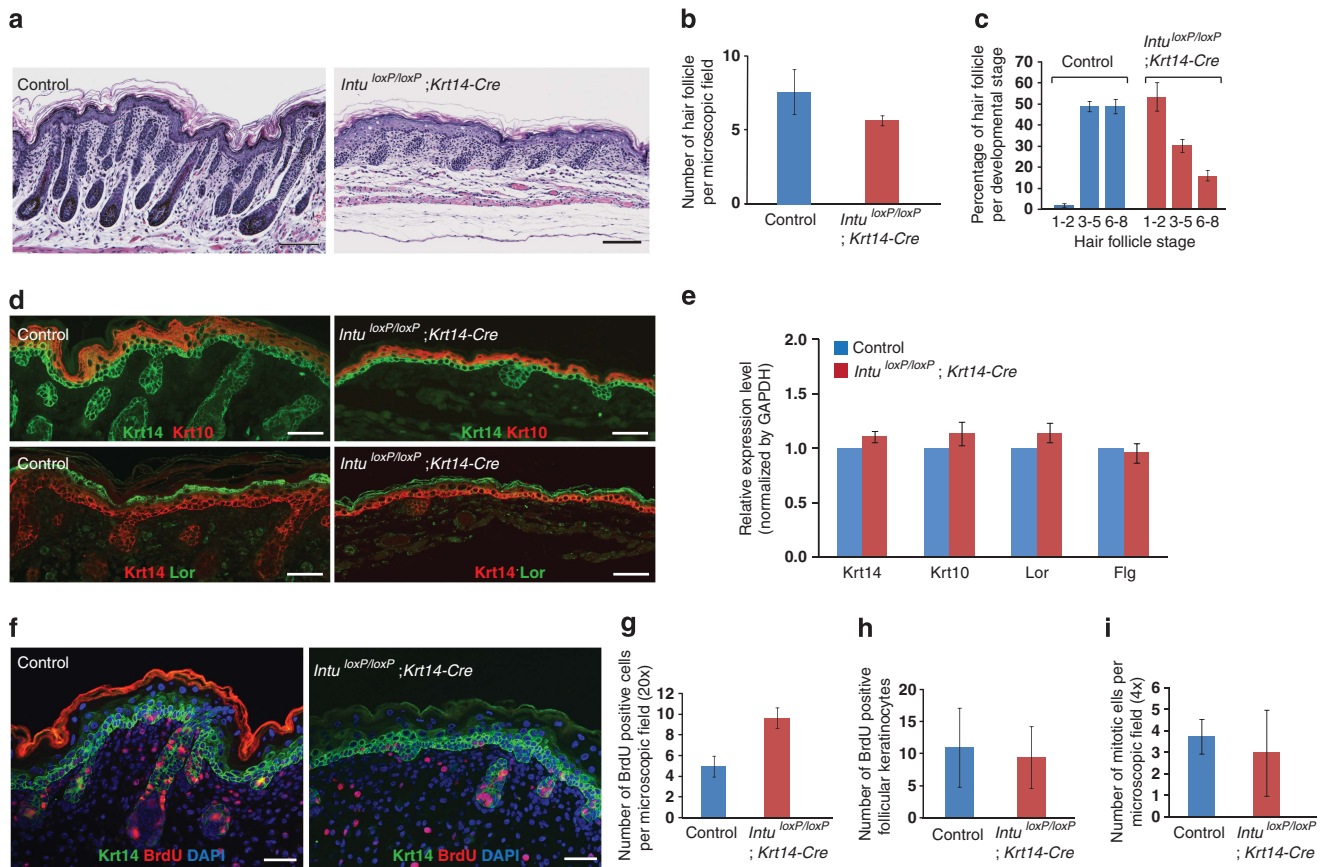 a
Control
Intu loxP/loxP ;Krt14-Cre
b
Number of hair follicle
per microscopic field
10
5
0
Control
Intu loxP/loxP
; Krt14-Cre
c
Intu loxP/loxP
;Krt14-Cre
Control
Percentage of hair follicle
per developmental stage
70
60
50
40
30
20
10
0
1-2 3-5 6-8 1-2 3-5 6-8
Hair follicle stage
d
Control
Krt14 Krt10
Intu loxP/loxP ;Krt14-Cre
Krt14 Krt10
Control
Krt14 Lor
Intu loxP/loxP ;Krt14-Cre
Krt14 Lor
e
Relative expression level
(normalized by GAPDH)
2.0
1.5
1.0
0.5
0.0
Control
Intu loxP/loxP ; Krt14-Cre
Krt14 Krt10 Lor Flg
f
Control
Krt14 BrdU DAPI
Intu loxP/loxP ;Krt14-Cre
Krt14 BrdU DAPI
g
Number of BrdU positive cells
per microscopic field (20x)
12
10
8
6
4
2
0
Control
Intu loxP/loxP
; Krt14-Cre
h
Number of BrdU positive
follicular keratinocytes
20
15
10
5
0
Control
Intu loxP/loxP
; Krt14-Cre
i
Number of mitotic cells per
microscopic field (4x)
6
5
4
3
2
1
0
Control
Intu loxP/loxP
; Krt14-Cre